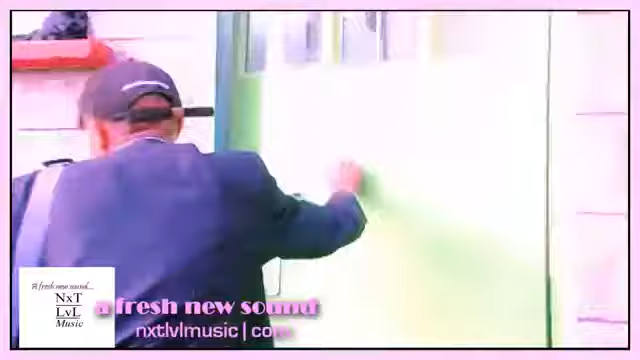 A fresh new sound...
NxT
LvL
Music
a fresh new sound
nxtlvlmusic|com